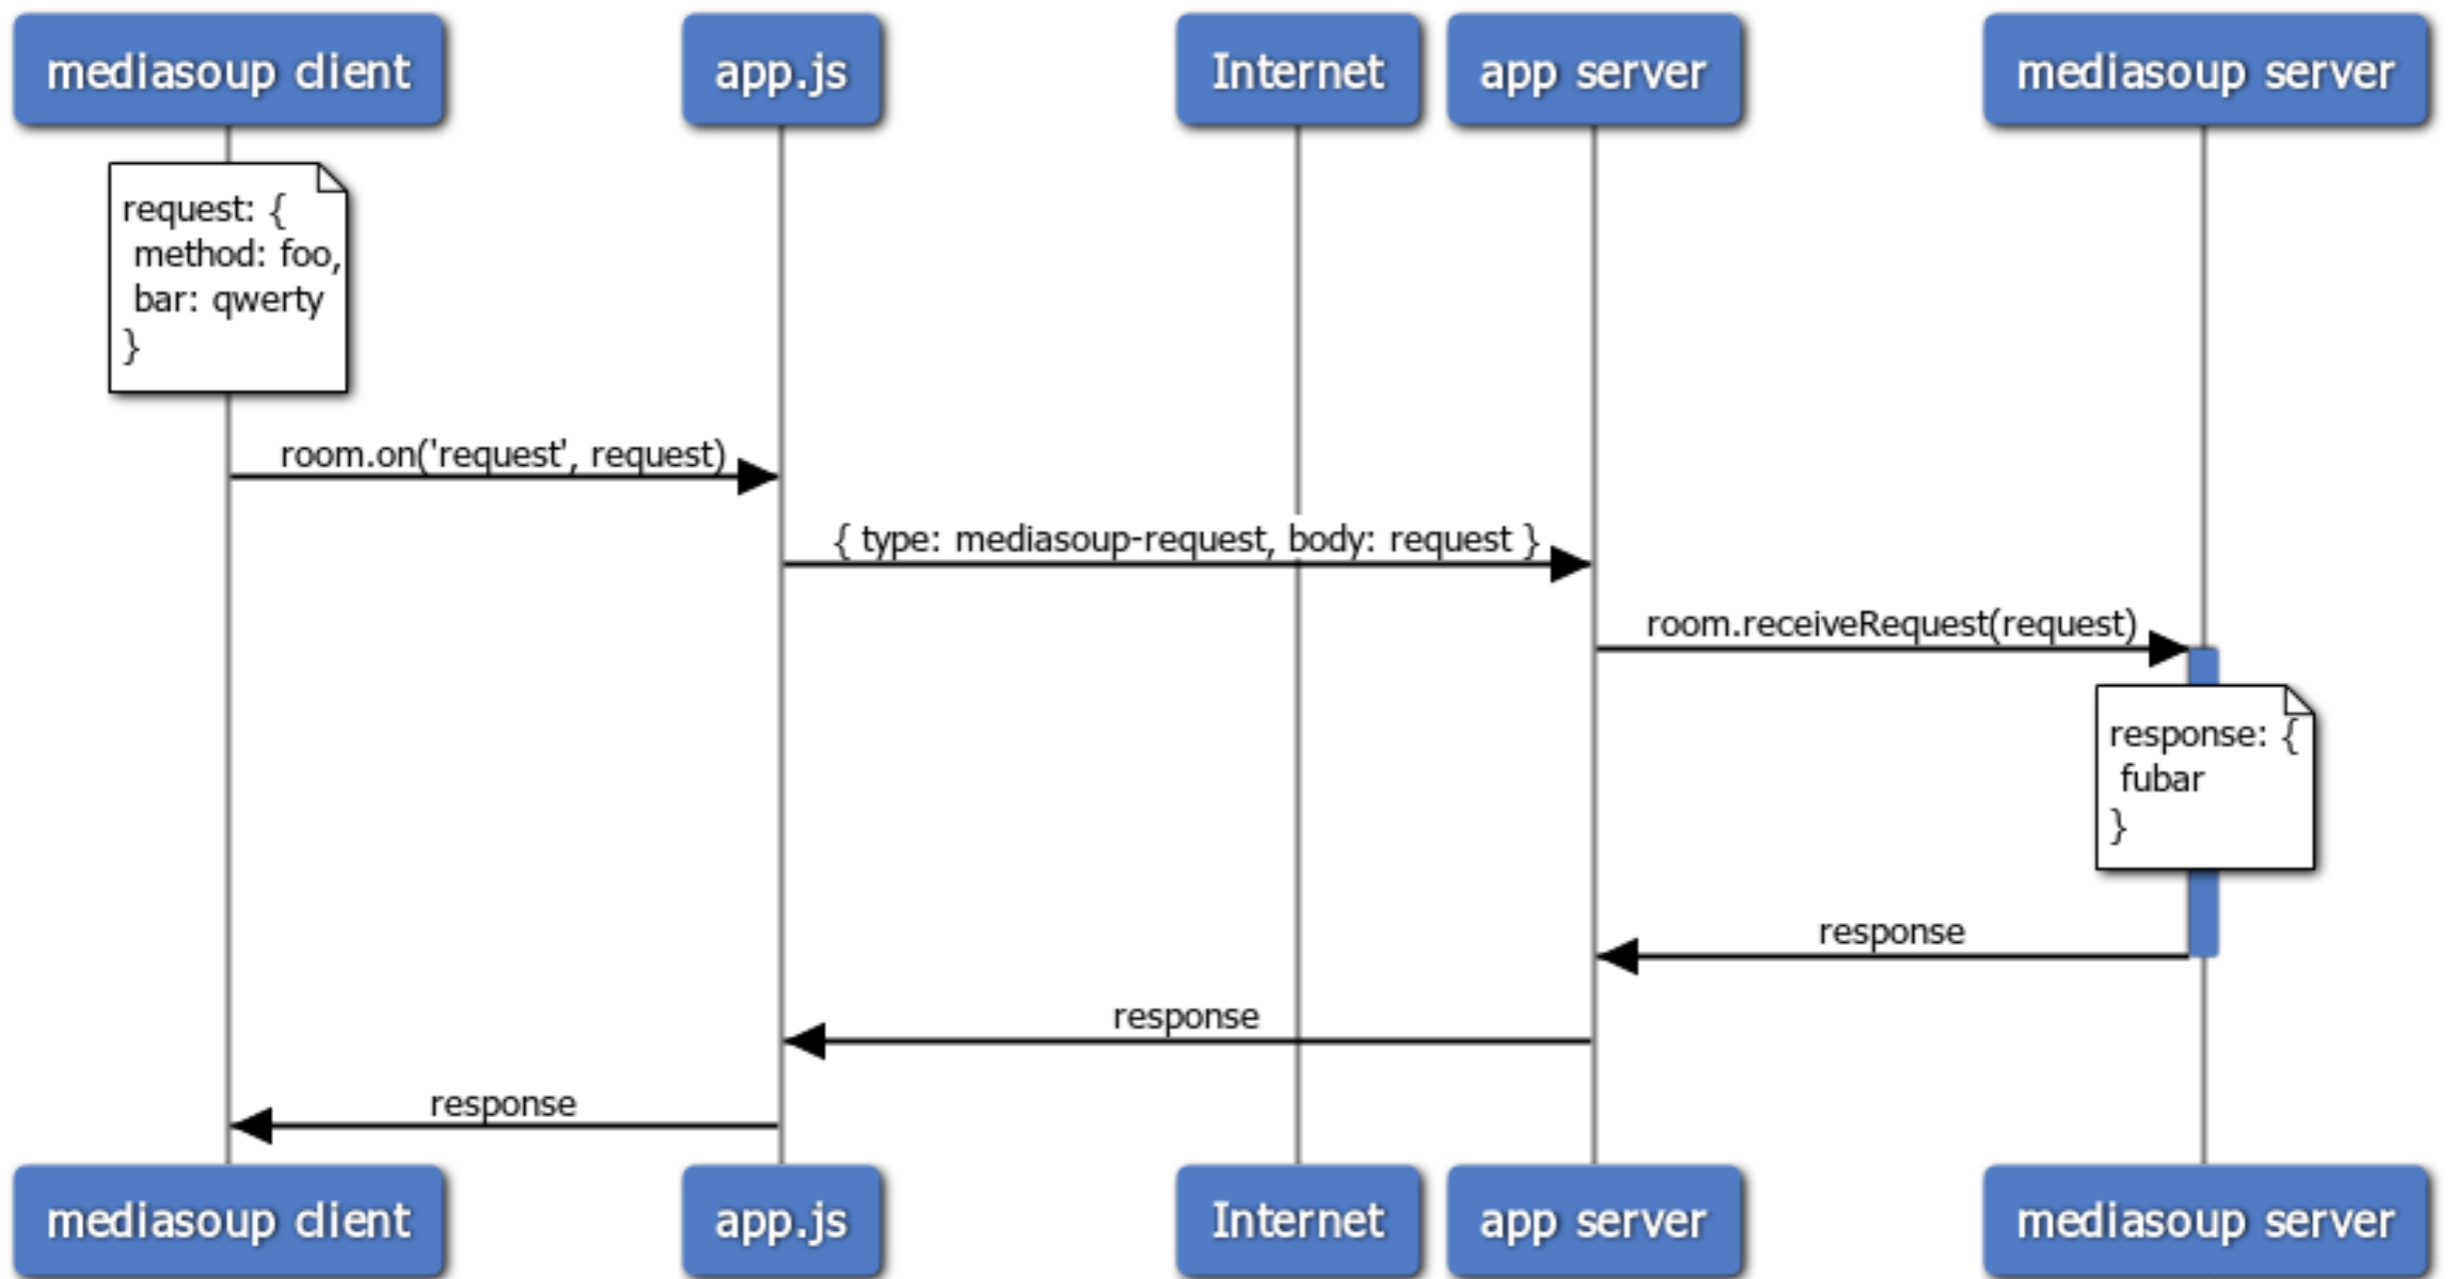 mediasoup client
app.js
Internet
app server
mediasoup server
request: {
method: foo,
bar: qwerty
}
room.on('request', request)
{ type: mediasoup-request, body: request }
room.receiveRequest(request)
response: {
fubar
}
response
response
response
mediasoup client
app.js
Internet
app server
mediasoup server